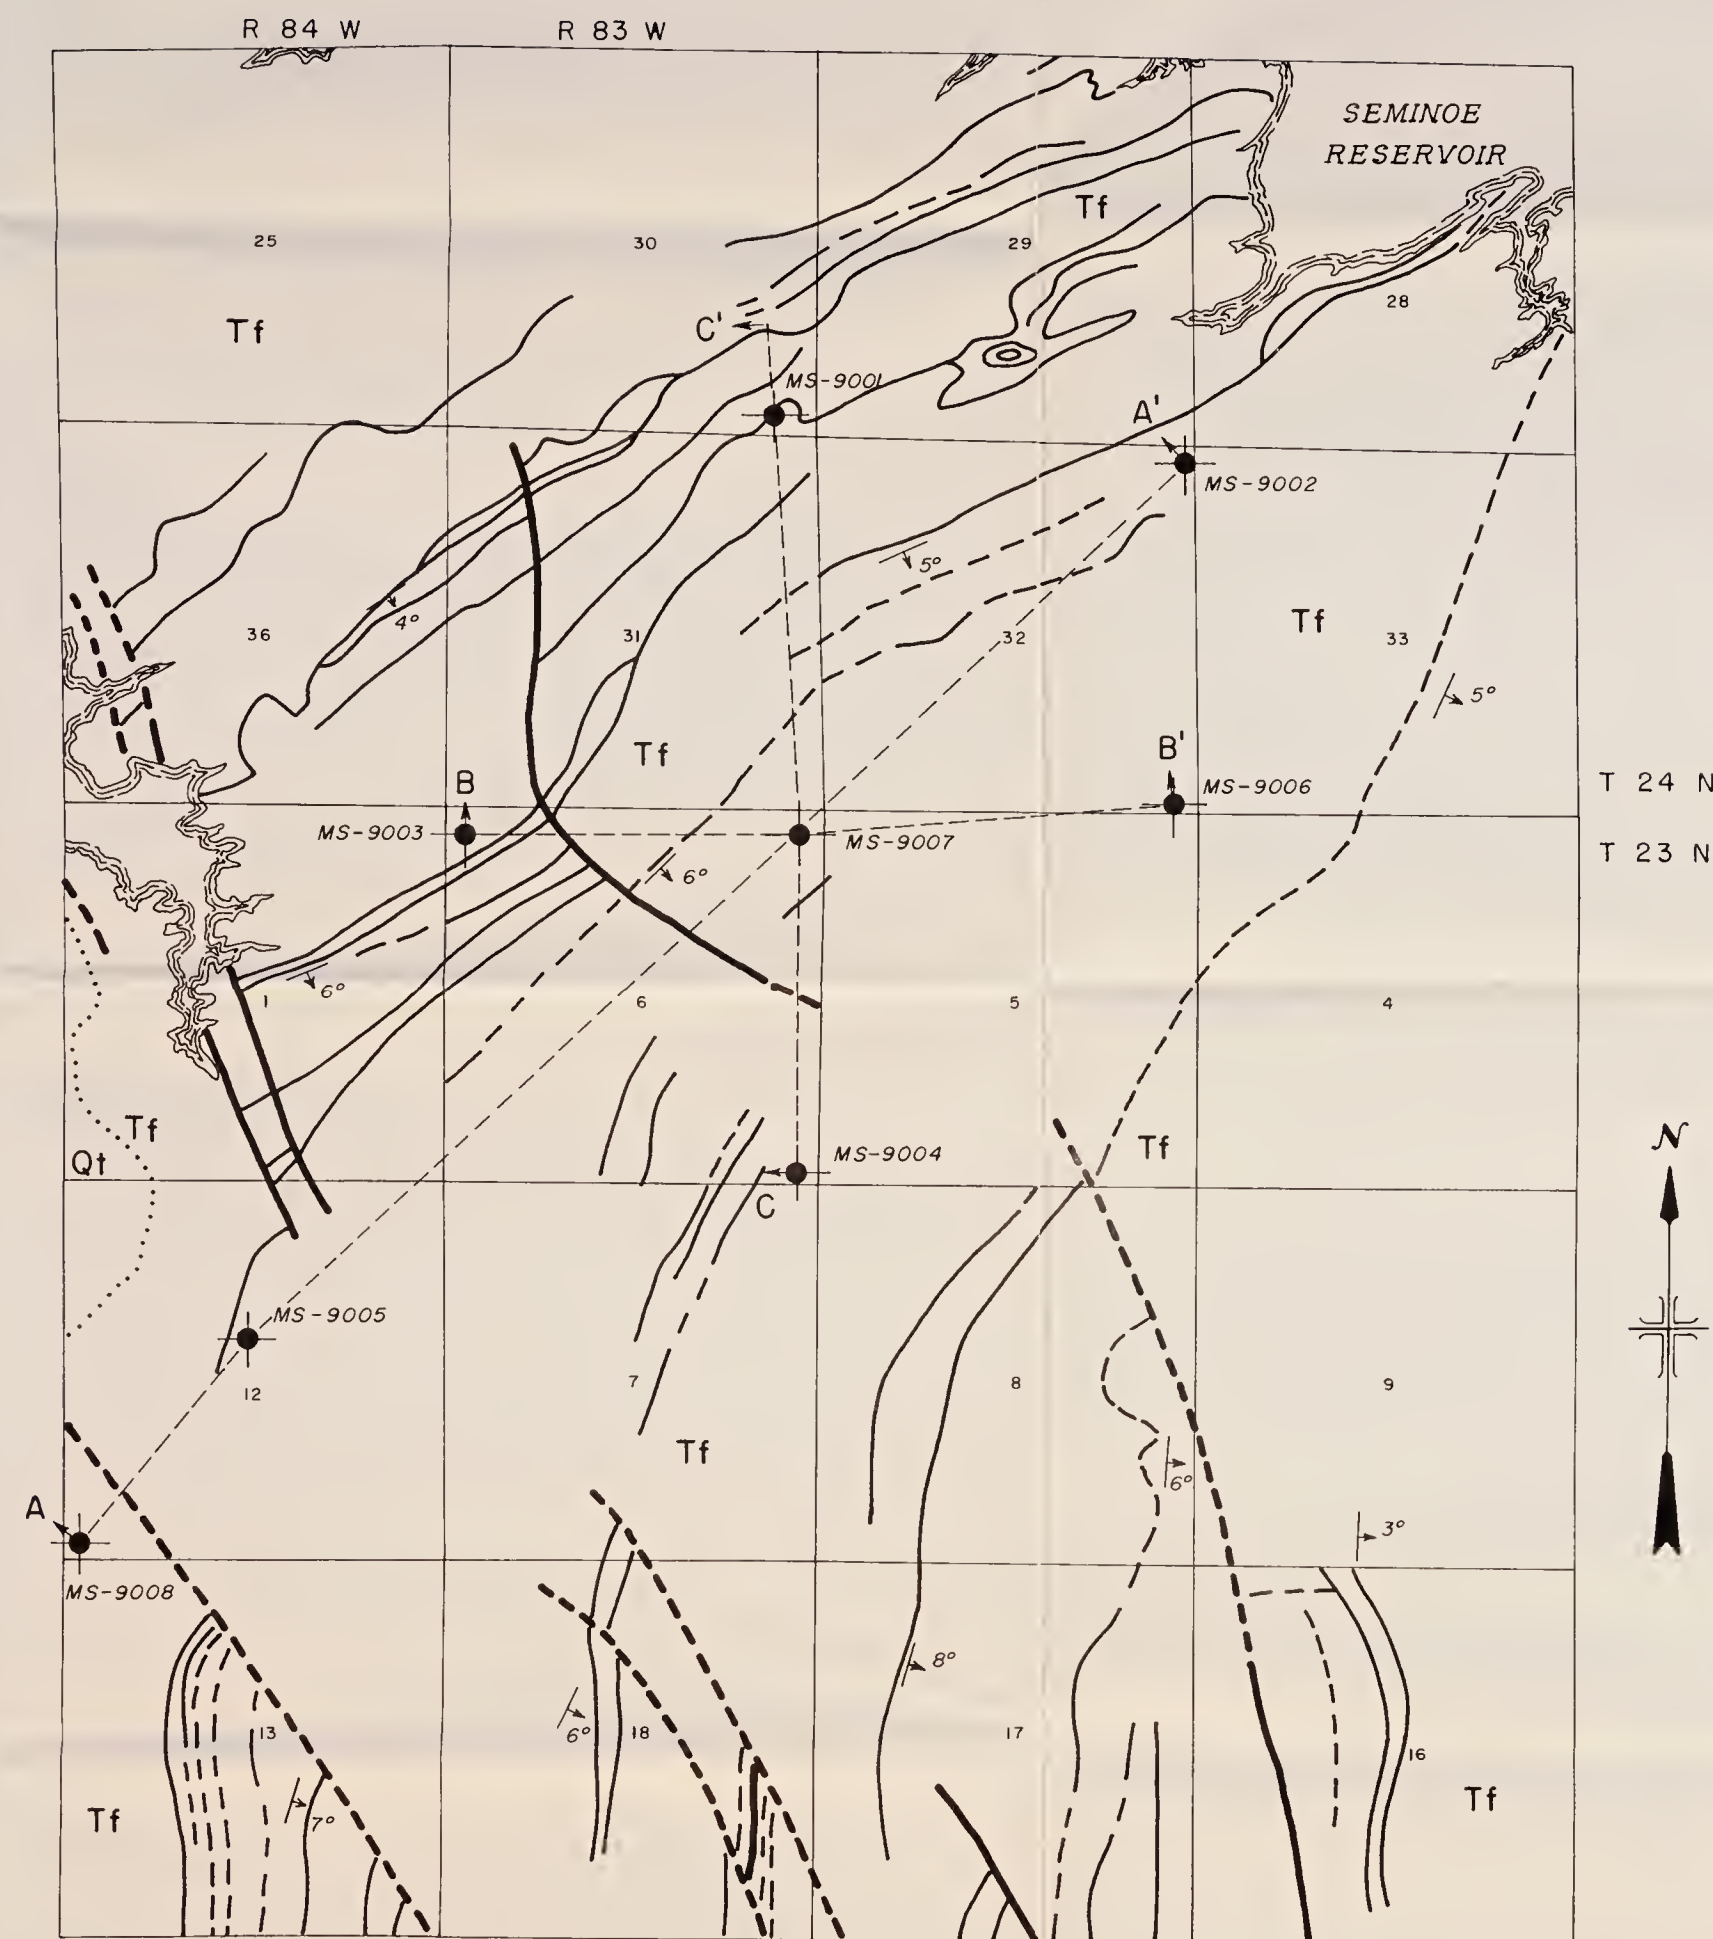 R 84 W
R 83 W
SEMINOE
RESERVOIR
Tf
25
30
29
28
Tf
C'
MS-9001
A'
MS-9002
5°
4°
36
31
32
Tf
33
5°
Tf
B
B'
MS-9006
T 24 N
MS-9003
MS-9007
T 23 N
6°
6°
1
6
5
4
Tf
Qt
MS-9004
Tf
C
N
MS-9005
12
7
8
9
Tf
6°
A
3°
MS-9008
8°
13
6°
18
17
16
Tf
7°
Tf